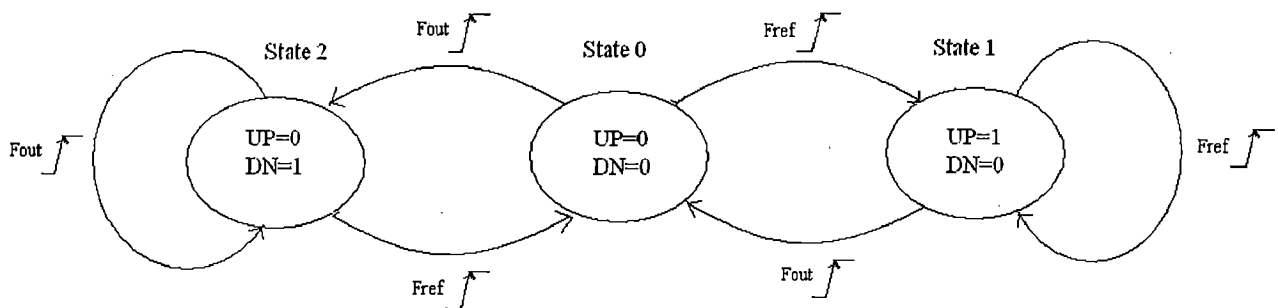 Fout
Fref
State 2
State 0
State 1
UP=0
DN=1
UP=0
DN=0
UP=1
DN=0
Fout
Fref
Fref
Fout